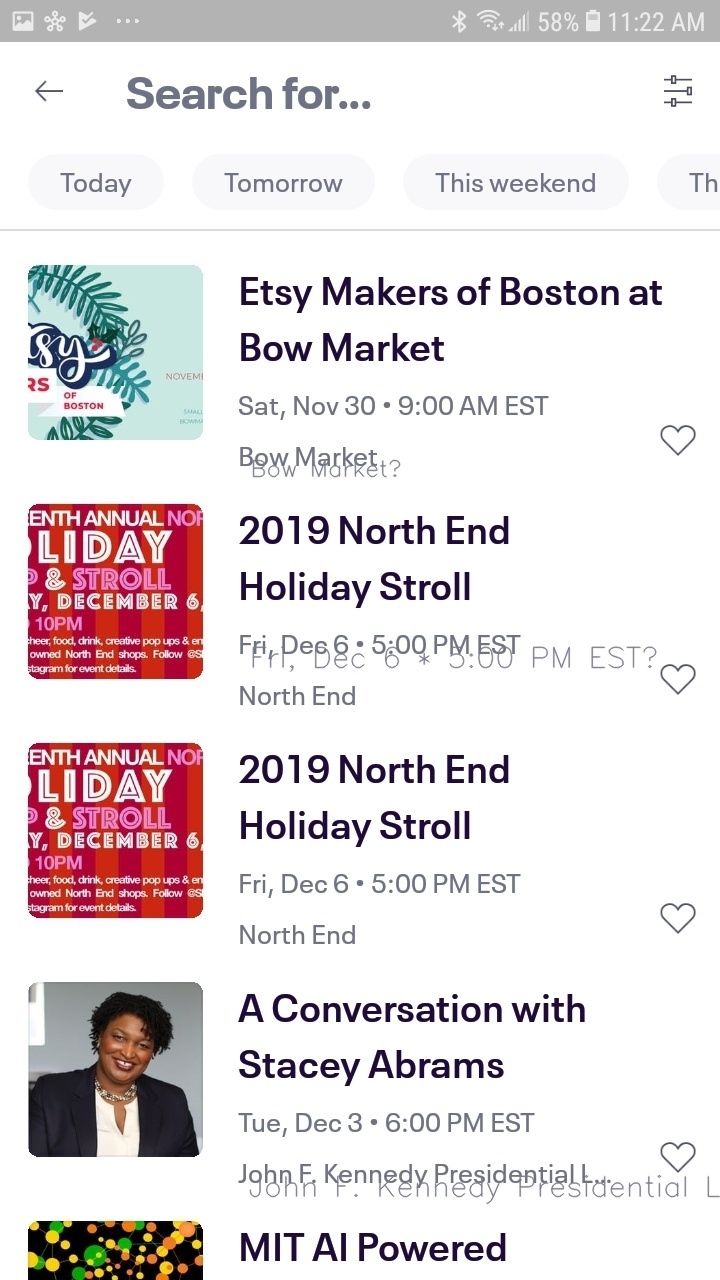 58% 11:22 AM
Search for...
Today Tomorrow This weekend Th
Etsy Makers of Boston at
Bow Market
Sat, Nov 30 • 9:00 AM EST
Bow Market
Bow Market?
sy
RS
OF
BOSTON
NOVEME
SMALL
BOWMA
2019 North End
Holiday Stroll
Fri, Dec 6 • 5:00 PM EST
Fri, Dec 6 * 5:00 PM EST?
North End
ENTH ANNUAL NOR
LIDAY
P & STROLL
Y, DECEMBER 6,
10PM
cheer, food, drink, creative pop ups & en
owned North End shops. Follow @S
stagram for event details.
2019 North End
Holiday Stroll
Fri, Dec 6 • 5:00 PM EST
North End
ENTH ANNUAL NOR
LIDAY
P & STROLL
Y, DECEMBER 6,
10PM
cheer, food, drink, creative pop ups & en
owned North End shops. Follow @S
stagram for event details.
A Conversation with
Stacey Abrams
Tue, Dec 3 • 6:00 PM EST
John F. Kennedy Presidential L...
John F. Kennedy Presidential L
MIT AI Powered